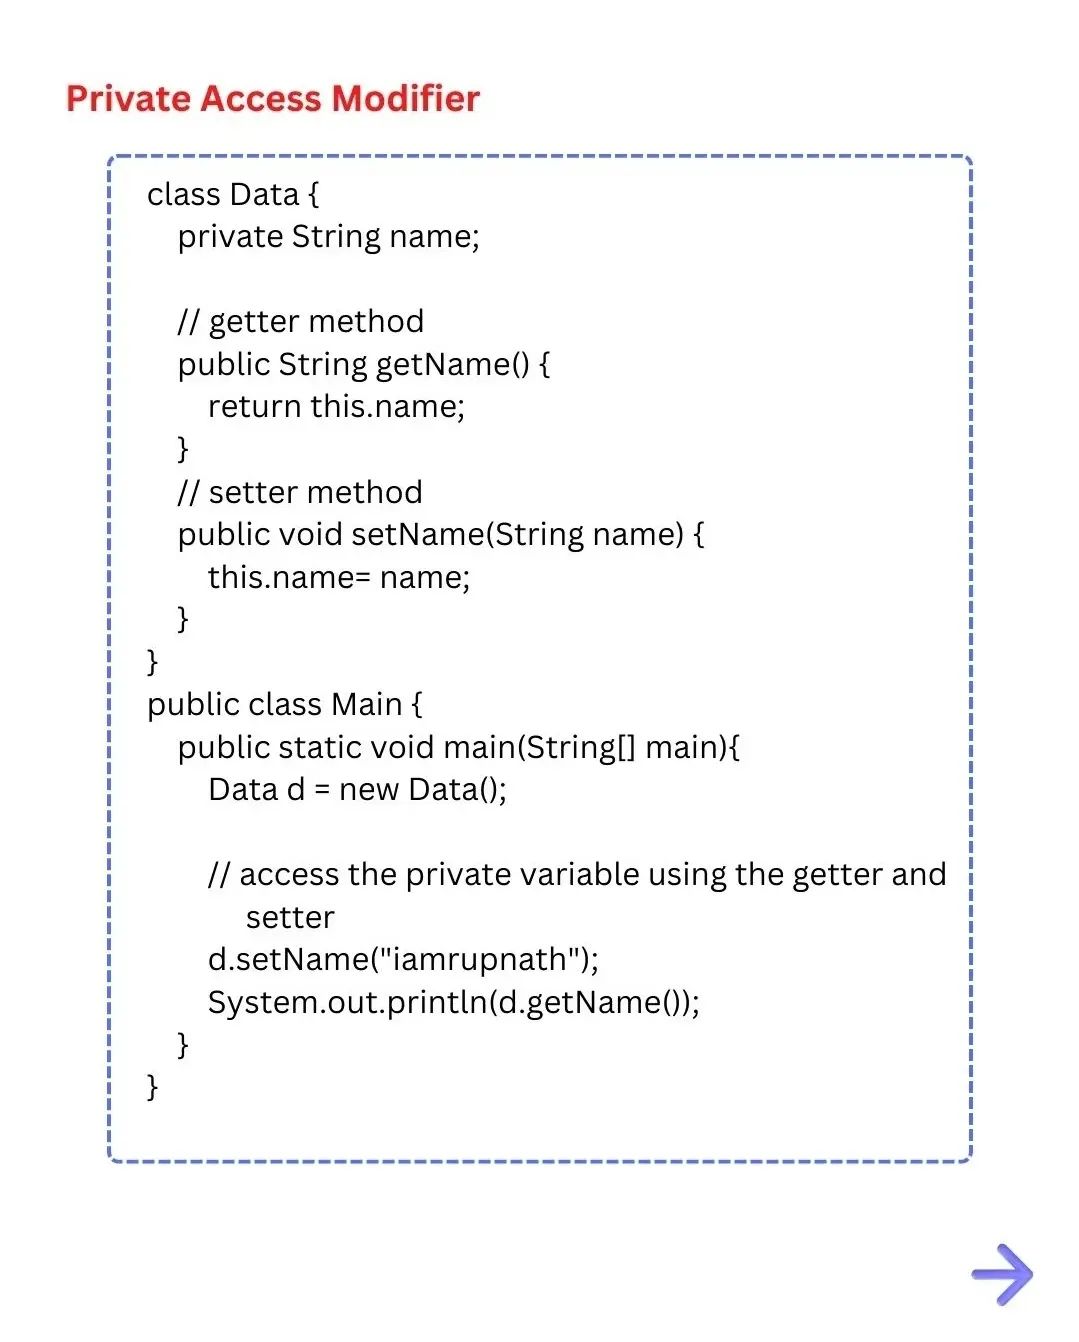 Private Access Modifier
class Data {
private String name;
// getter method
public String getName() {
return this.name;
}
// setter method
public void setName(String name) {
this.name= name;
}
}
public class Main {
public static void main(String[] main){
Data d = new Data();
// access the private variable using the getter and
setter
d.setName("iamrupnath");
System.out.println(d.getName());
}
}